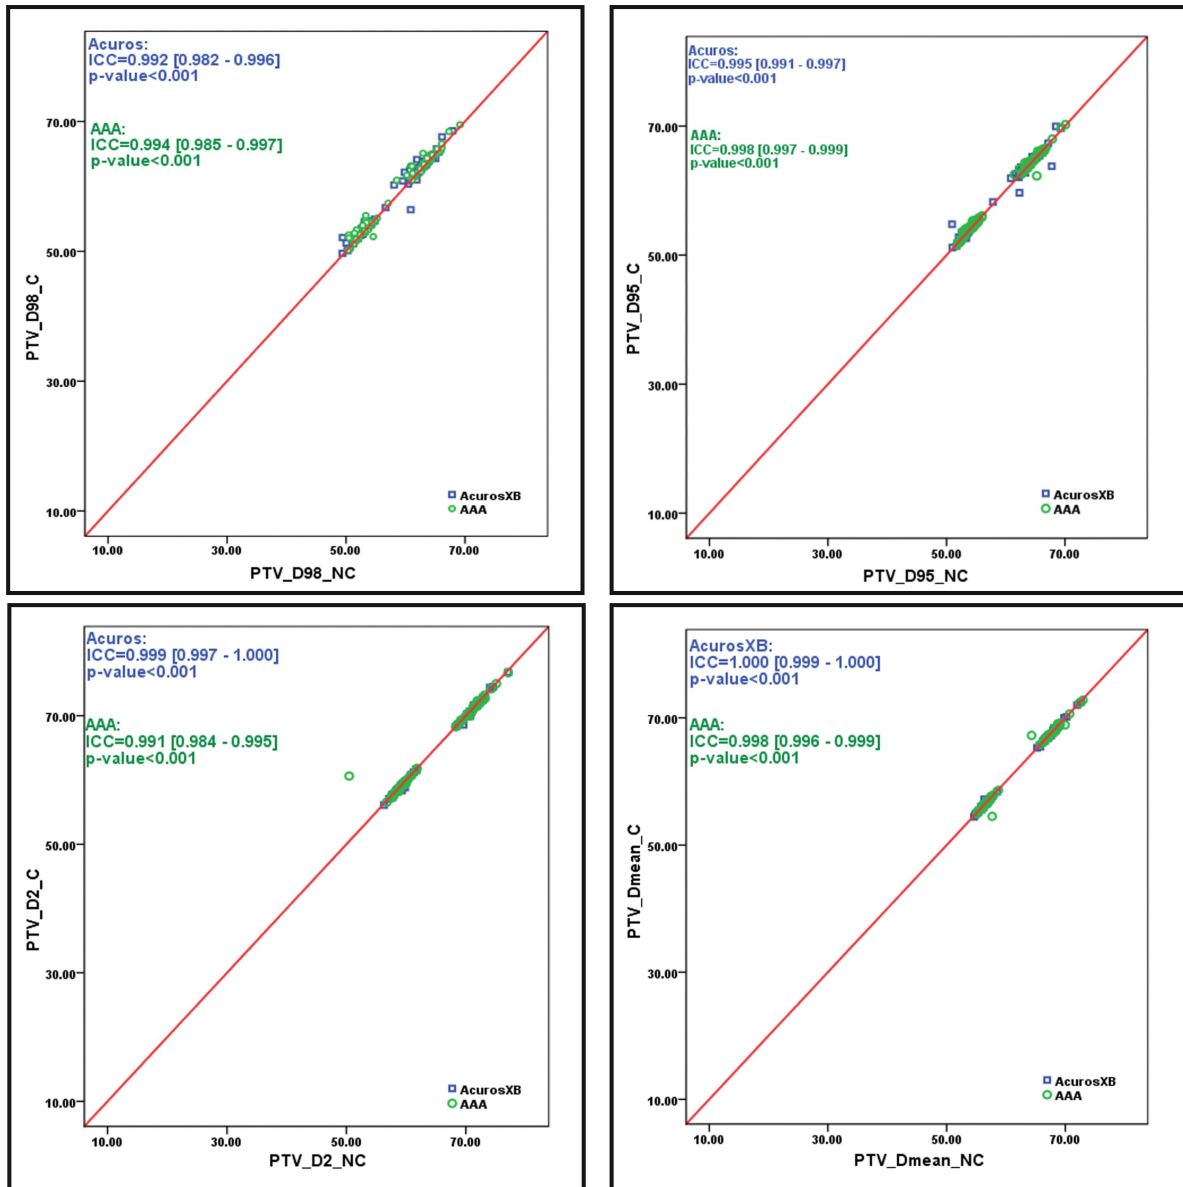 Acuros:
ICC=0.992 [0.982 - 0.996]
p-value<0.001
AAA:
ICC=0.994 [0.985 - 0.997]
p-value<0.001
70.00
50.00
30.00
10.00
PTV_D98_C
AcurosXB
AAA
10.00 30.00 50.00 70.00
PTV_D98_NC
Acuros:
ICC=0.995 [0.991 - 0.997]
p-value<0.001
AAA:
ICC=0.998 [0.997 - 0.999]
p-value<0.001
70.00
50.00
30.00
10.00
PTV_D95_C
AcurosXB
AAA
10.00 30.00 50.00 70.00
PTV_D95_NC
Acuros:
ICC=0.999 [0.997 - 1.000]
p-value<0.001
AAA:
ICC=0.991 [0.984 - 0.995]
p-value<0.001
70.00
50.00
30.00
10.00
PTV_D2_C
AcurosXB
AAA
10.00 30.00 50.00 70.00
PTV_D2_NC
AcurosXB:
ICC=1.000 [0.999 - 1.000]
p-value<0.001
AAA:
ICC=0.998 [0.996 - 0.999]
p-value<0.001
70.00
50.00
30.00
10.00
PTV_Dmean_C
AcurosXB
AAA
10.00 30.00 50.00 70.00
PTV_Dmean_NC